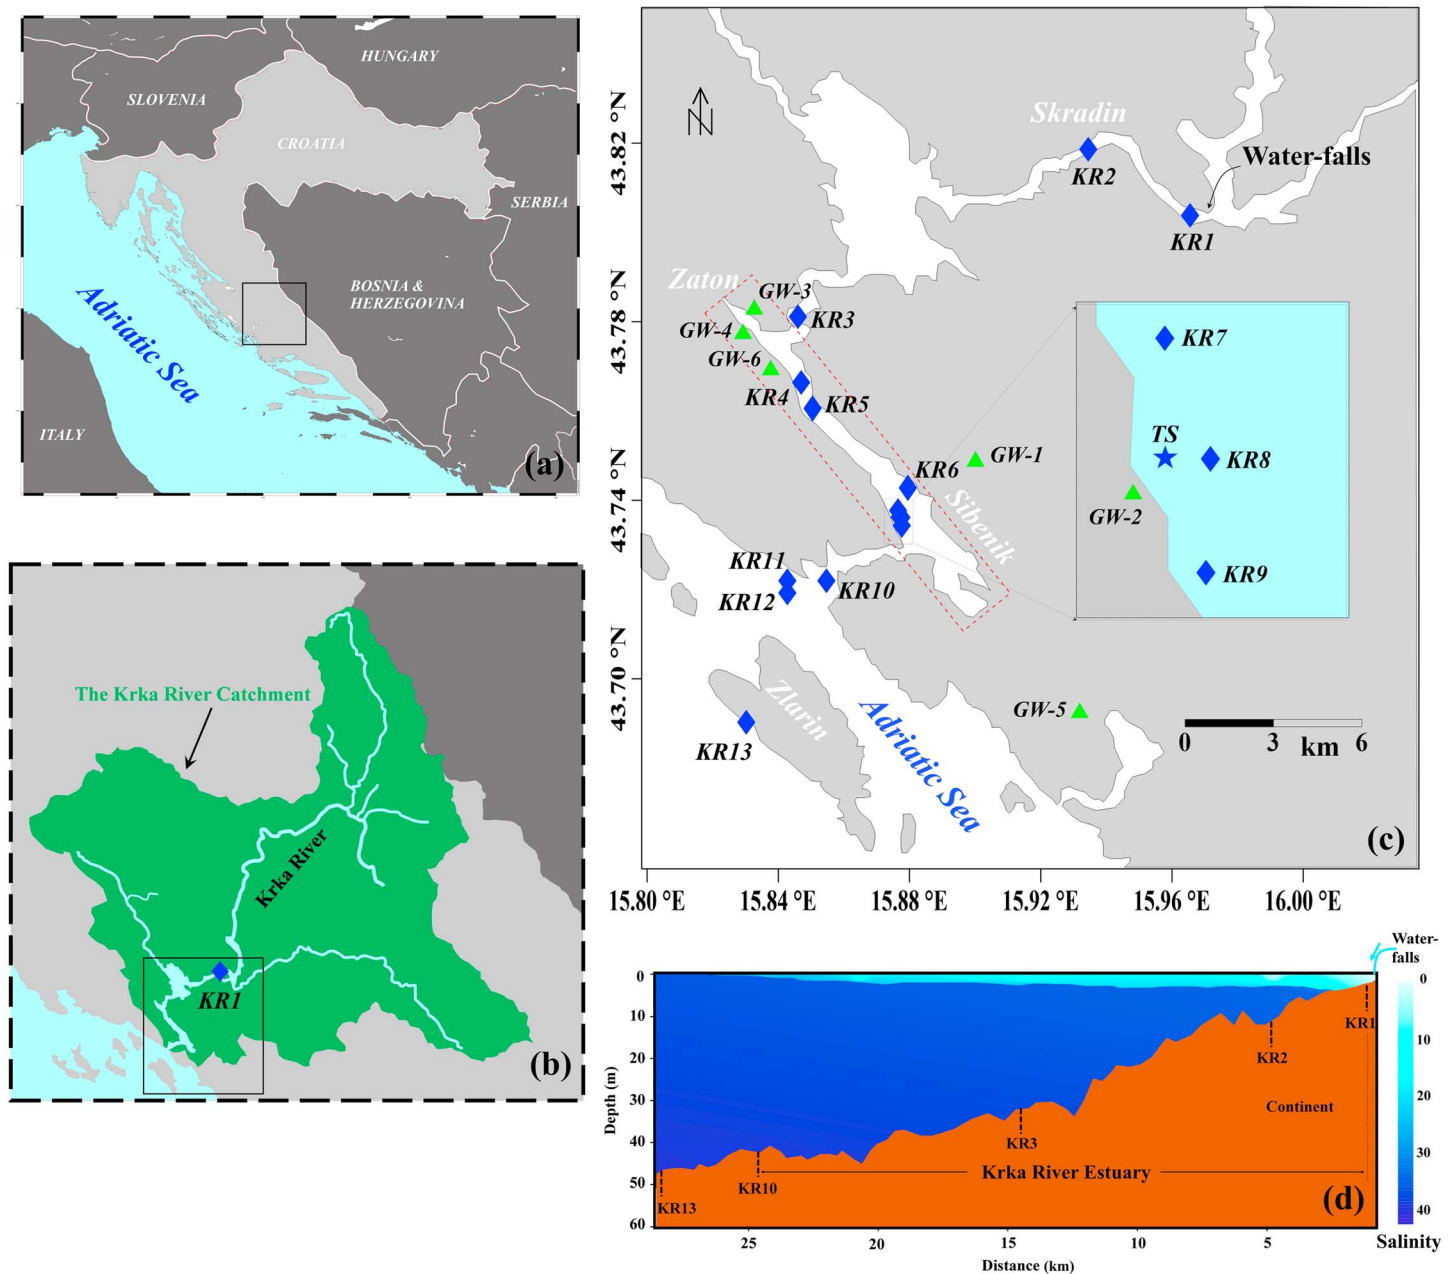 HUNGARY
SLOVENIA
CROATIA
SERBIA
BOSNIA &
HERZEGOVINA
Adriatic Sea
ITALY
(a)
The Krka River Catchment
Krka River
KR1
(b)
43.82 °N
43.78 °N
43.74 °N
43.70 °N
N
Skradin
Water-falls
KR2
KR1
Zaton
GW-3
KR3
GW-4
GW-6
KR4
KR5
KR6
GW-1
Sibenik
KR7
TS
KR8
GW-2
KR9
KR11
KR12
KR10
Zlarin
KR13
Adriatic Sea
GW-5
0
3
km
6
(c)
15.80 °E
15.84 °E
15.88 °E
15.92 °E
15.96 °E
16.00 °E
Water-
falls
0
10
20
30
40
50
60
Depth (m)
KR1
KR2
Continent
KR3
Krka River Estuary
KR10
KR13
(d)
25
20
15
10
5
Distance (km)
0
10
20
30
40
Salinity